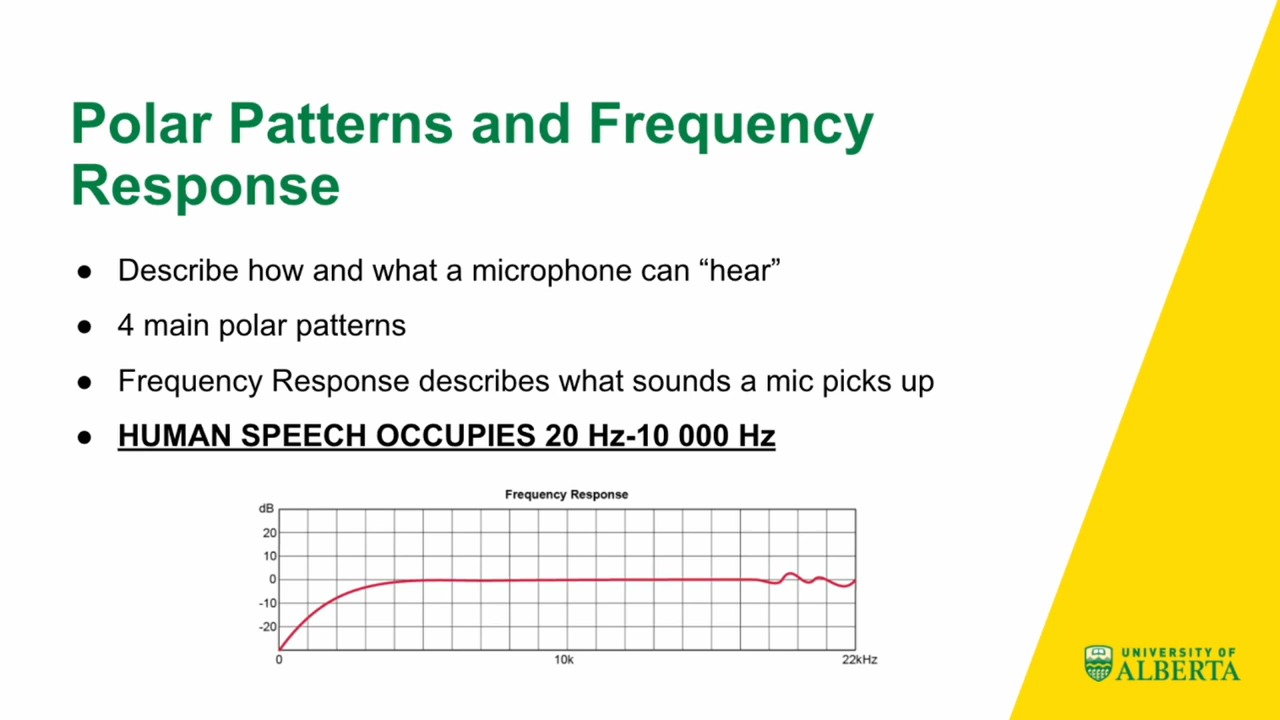 Polar Patterns and Frequency
Response
● Describe how and what a microphone can “hear”
● 4 main polar patterns
● Frequency Response describes what sounds a mic picks up
● HUMAN SPEECH OCCUPIES 20 Hz-10 000 Hz
Frequency Response
dB
20
10
0
-10
-20
0 10k 22kHz
UNIVERSITY OF
ALBERTA